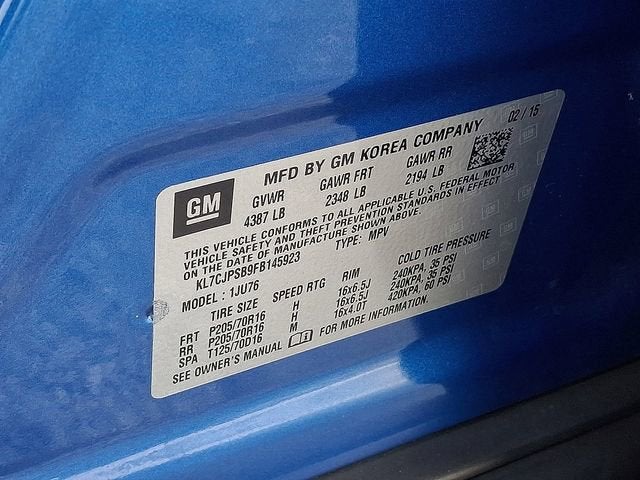 GM
MFD BY GM KOREA COMPANY 02/15
GVWR GAWR FRT GAWR RR
4387 LB 2348 LB 2194 LB
THIS VEHICLE CONFORMS TO ALL APPLICABLE U.S. FEDERAL MOTOR
VEHICLE SAFETY AND THEFT PREVENTION STANDARDS IN EFFECT
ON THE DATE OF MANUFACTURE SHOWN ABOVE.
KL7CJPSB9FB145923 TYPE: MPV
MODEL: 1JU76
TIRE SIZE SPEED RTG RIM COLD TIRE PRESSURE
FRT P205/70R16 H 16x6.5J 240KPA, 35 PSI
RR P205/70R16 H 16x6.5J 240KPA, 35 PSI
SPA T125/70D16 M 16x4.0T 420KPA, 60 PSI
SEE OWNER'S MANUAL FOR MORE INFORMATION.